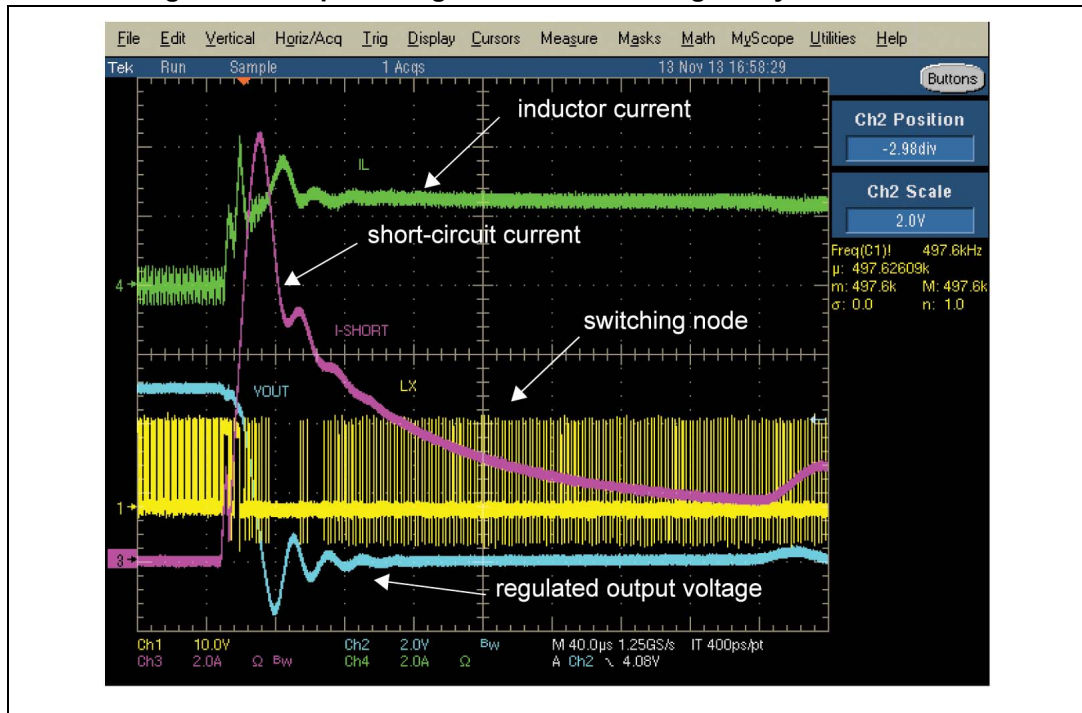 File Edit Vertical Horiz/Acq Trig Display Cursors Measure Masks Math MyScope Utilities Help
Tek Run Sample 1 Acqs 13 Nov 13 16:58:29 Buttons
inductor current
IL
short-circuit current
I-SHORT
switching node
VOUT
LX
regulated output voltage
4
1
3
Ch2 Position
-2.98div
Ch2 Scale
2.0V
Freq(C1)! 497.6kHz
µ: 497.62609k
m: 497.6k M: 497.6k
σ: 0.0 n: 1.0
Ch1 10.0V Ch2 2.0V Bw M 40.0µs 1.25GS/s IT 400ps/pt
Ch3 2.0A Ω Bw Ch4 2.0A Ω A Ch2 \ 4.08V